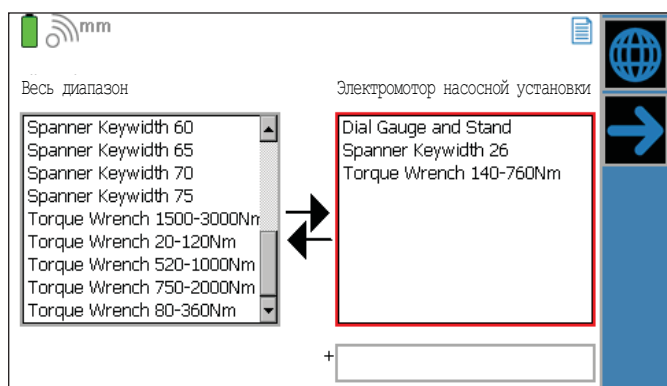 mm
Весь диапазон
Электромотор насосной установки
Spanner Keywidth 60
Spanner Keywidth 65
Spanner Keywidth 70
Spanner Keywidth 75
Torque Wrench 1500-3000Nm
Torque Wrench 20-120Nm
Torque Wrench 520-1000Nm
Torque Wrench 750-2000Nm
Torque Wrench 80-360Nm
Dial Gauge and Stand
Spanner Keywidth 26
Torque Wrench 140-760Nm
+